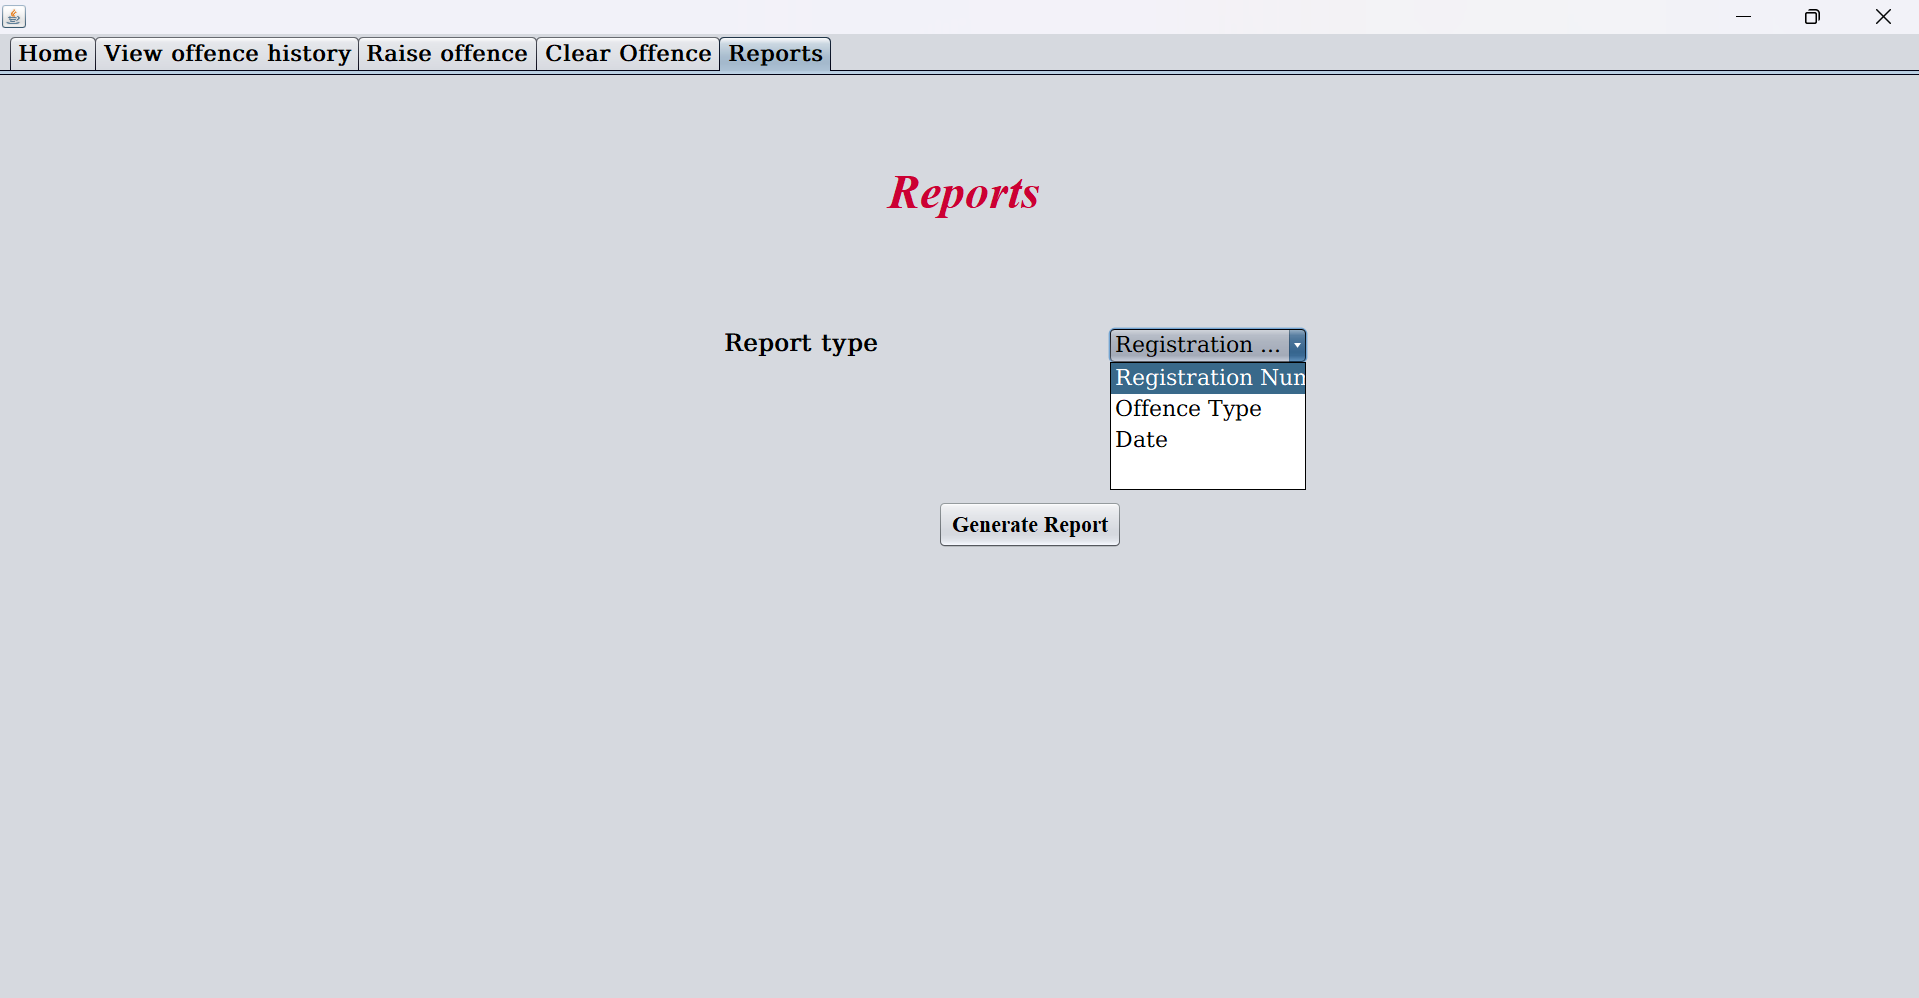 Home View offence history Raise offence Clear Offence Reports
Reports
Report type Registration ...
Registration Num
Offence Type
Date
Generate Report